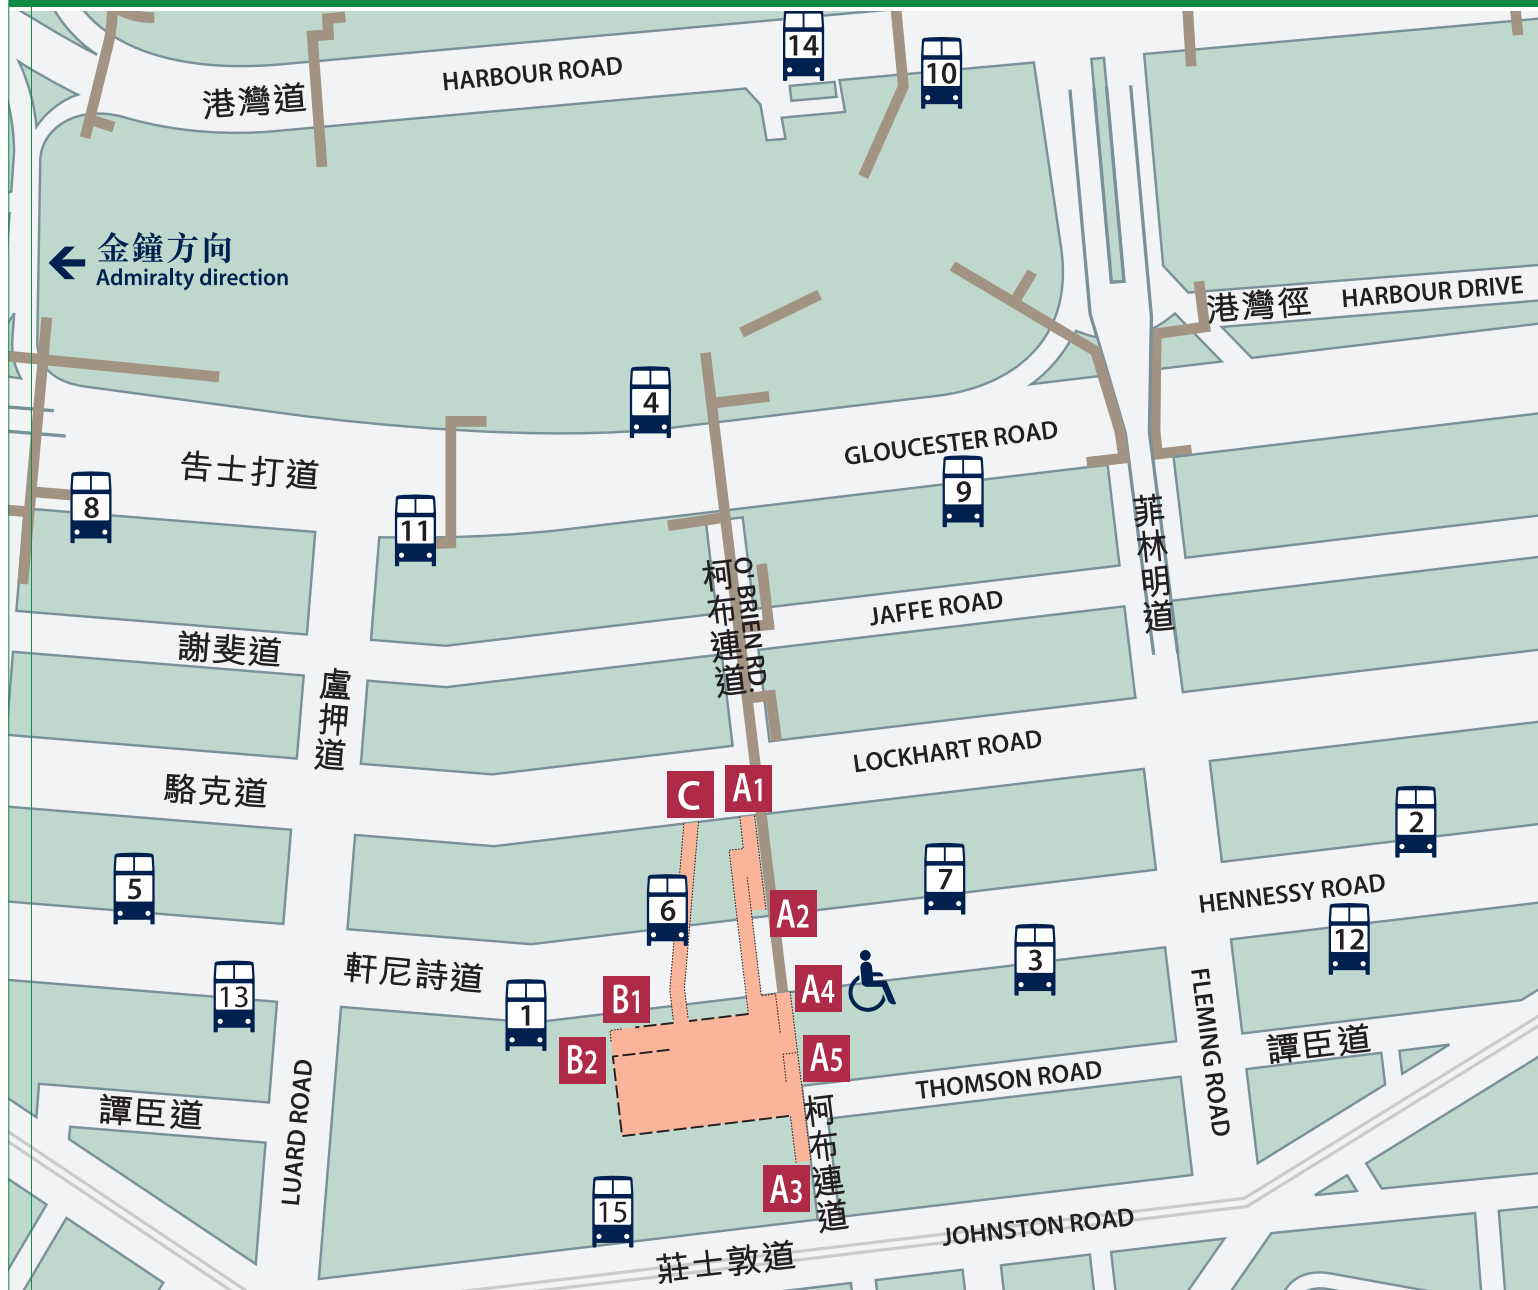 14
HARBOUR ROAD
10
港灣道
金鐘方向
Admiralty direction
港灣徑
HARBOUR DRIVE
4
GLOUCESTER ROAD
告士打道
9
8
11
菲林明道
柯布連道
O' BRIEN RD.
JAFFE ROAD
謝斐道
盧押道
LOCKHART ROAD
駱克道
C
A1
2
5
7
6
HENNESSY ROAD
A2
12
3
軒尼詩道
13
A4
B1
1
FLEMING ROAD
B2
A5
譚臣道
THOMSON ROAD
譚臣道
LUARD ROAD
柯布連道
A3
15
JOHNSTON ROAD
莊士敦道